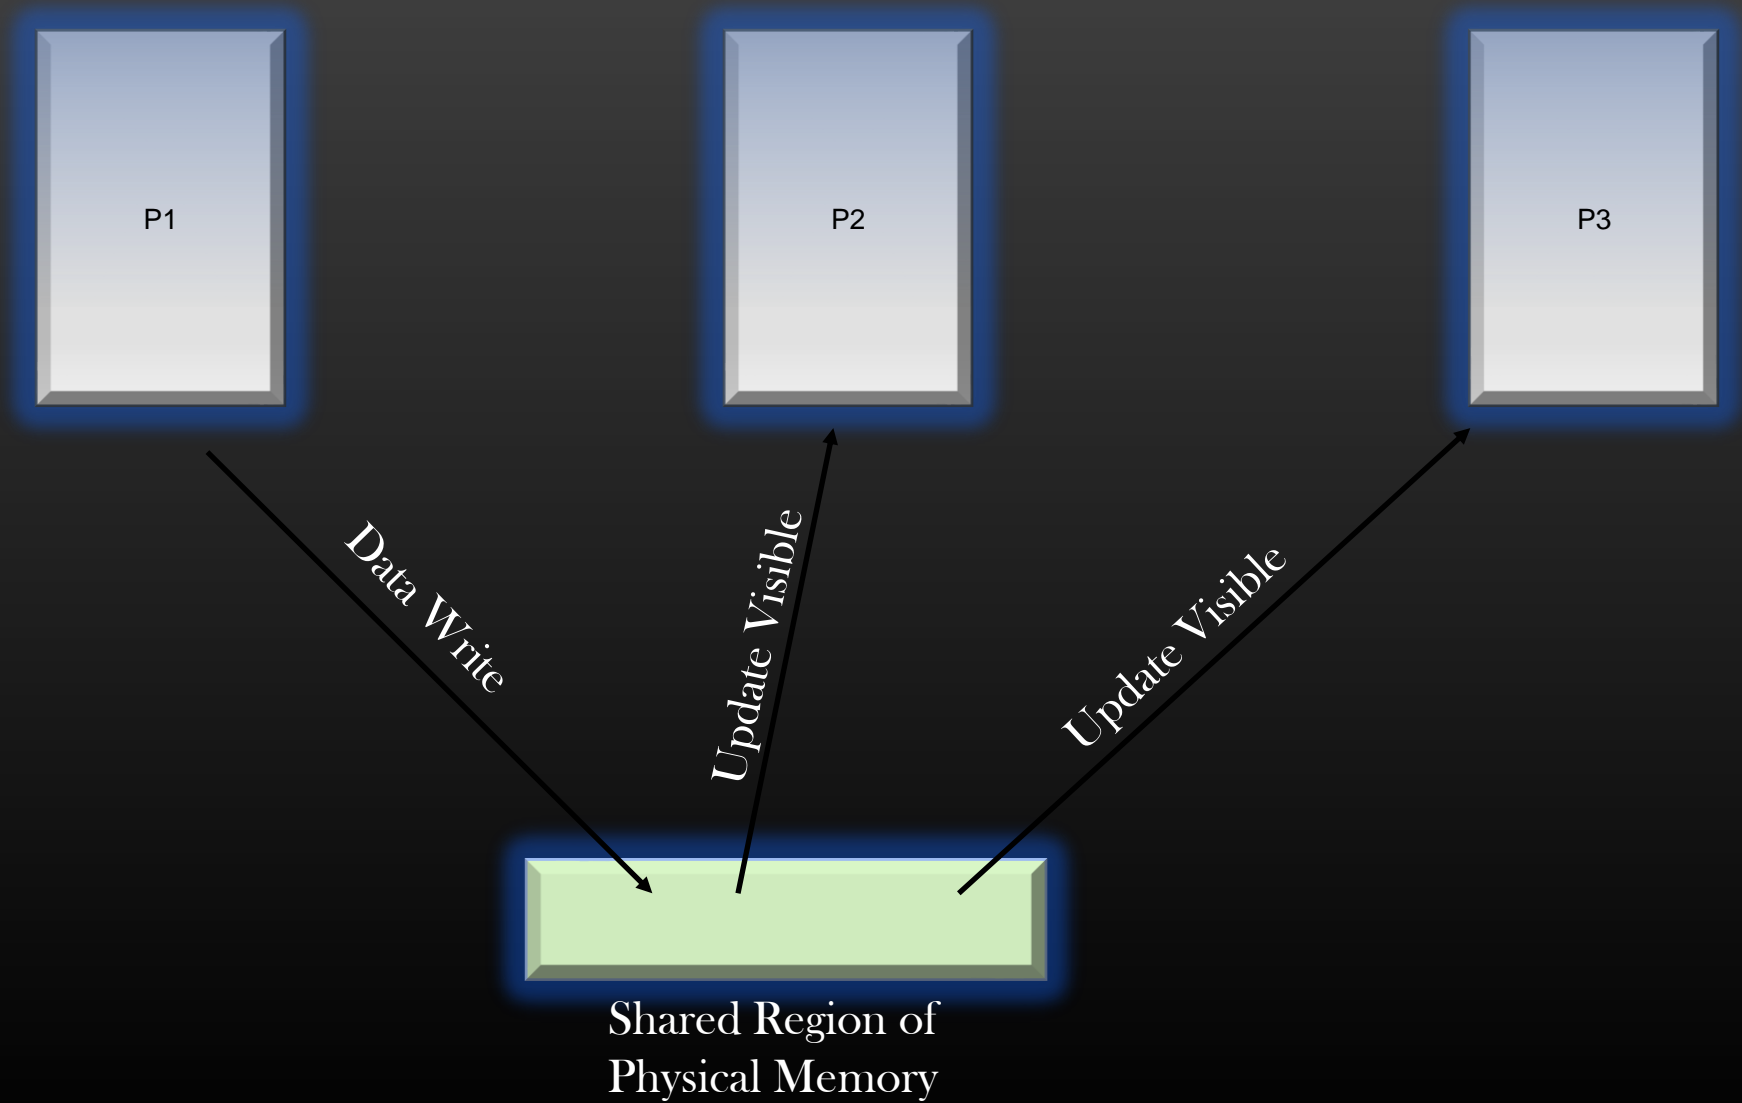 P1
P2
P3
Data Write
Update Visible
Update Visible
Shared Region of
Physical Memory